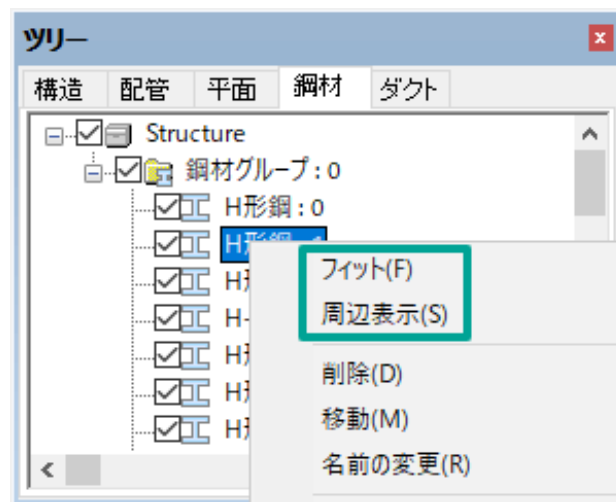 ツリー
構造 配管 平面 鋼材 ダクト
Structure
鋼材グループ : 0
H形鋼 : 0
フィット(F)
周辺表示(S)
削除(D)
移動(M)
名前の変更(R)